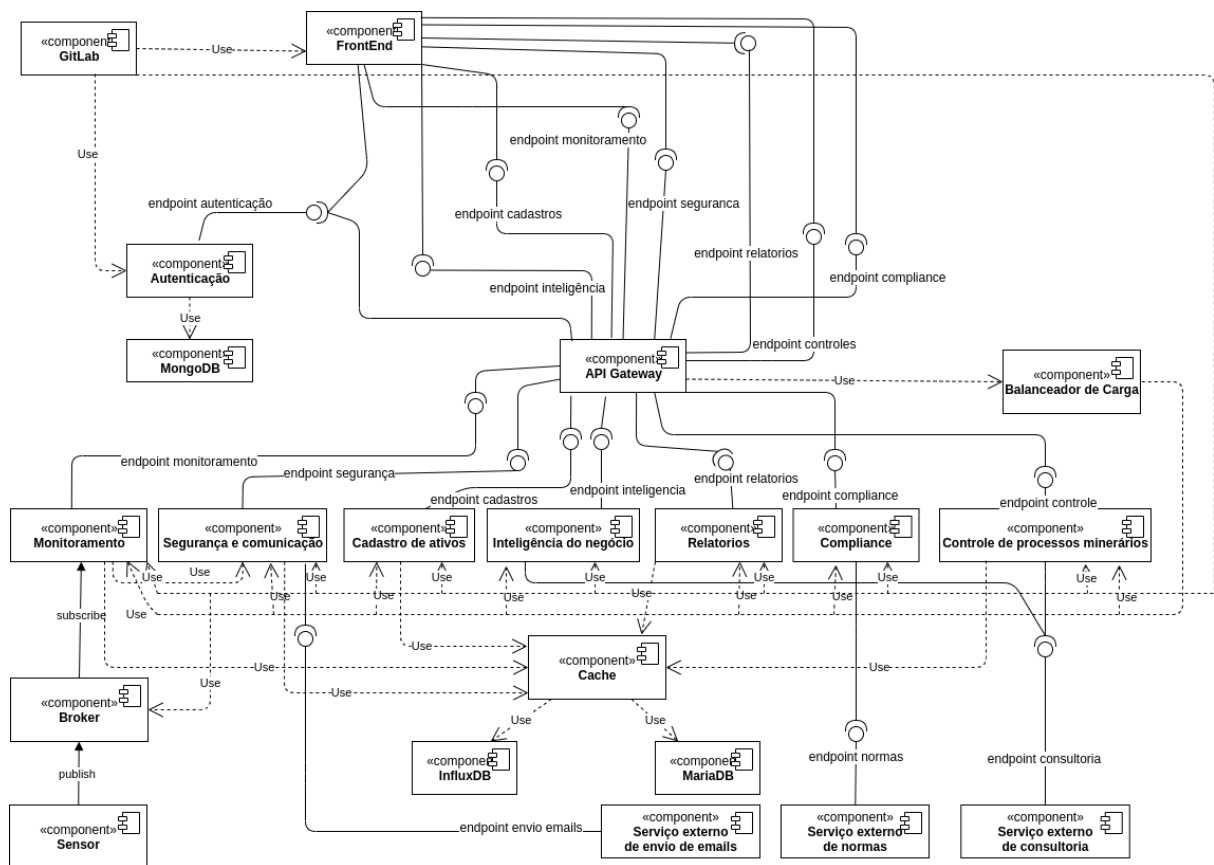 «component»
GitLab
Use
«component»
FrontEnd
endpoint monitoramento
Use
endpoint autenticação
endpoint cadastros
endpoint seguranca
endpoint relatorios
endpoint compliance
«component»
Autenticação
endpoint inteligência
Use
endpoint controles
«component»
MongoDB
«component»
API Gateway
Use
«component»
Balanceador de Carga
endpoint monitoramento
endpoint segurança
endpoint cadastros
endpoint inteligencia
endpoint relatorios
endpoint compliance
endpoint controle
«component»
Monitoramento
«component»
Segurança e comunicação
«component»
Cadastro de ativos
«component»
Inteligência do negócio
«component»
Relatorios
«component»
Compliance
«component»
Controle de processos minerários
Use
Use
Use
Use
Use
Use
Use
Use
subscribe
Use
Use
Use
Use
Use
Use
Use
Use
Use
Use
Use
Use
Use
«component»
Cache
«component»
Broker
Use
Use
publish
«component»
InfluxDB
«component»
MariaDB
endpoint normas
endpoint consultoria
«component»
Sensor
endpoint envio emails
«component»
Serviço externo
de envio de emails
«component»
Serviço externo
de normas
«component»
Serviço externo
de consultoria